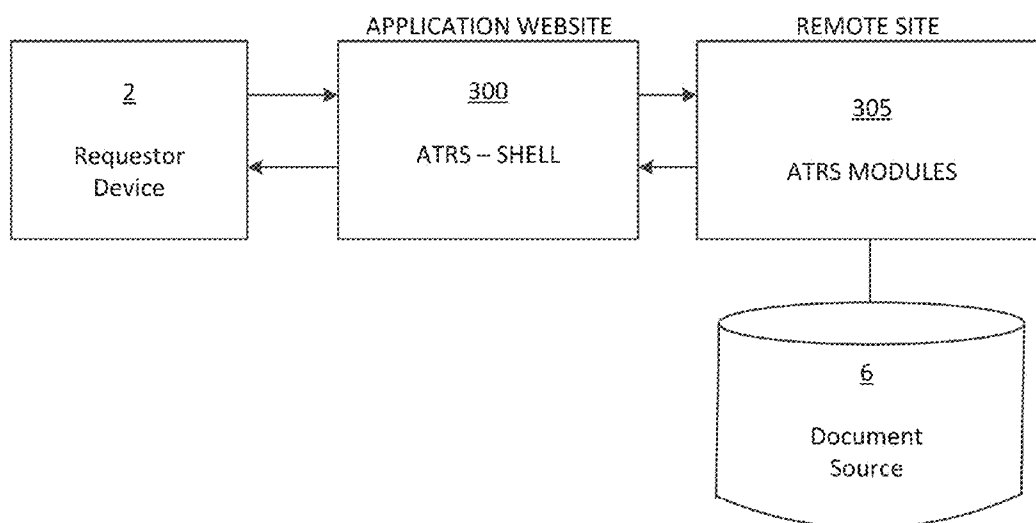 APPLICATION WEBSITE
REMOTE SITE
2
Requestor
Device
300
ATRS – SHELL
305
ATRS MODULES
6
Document
Source